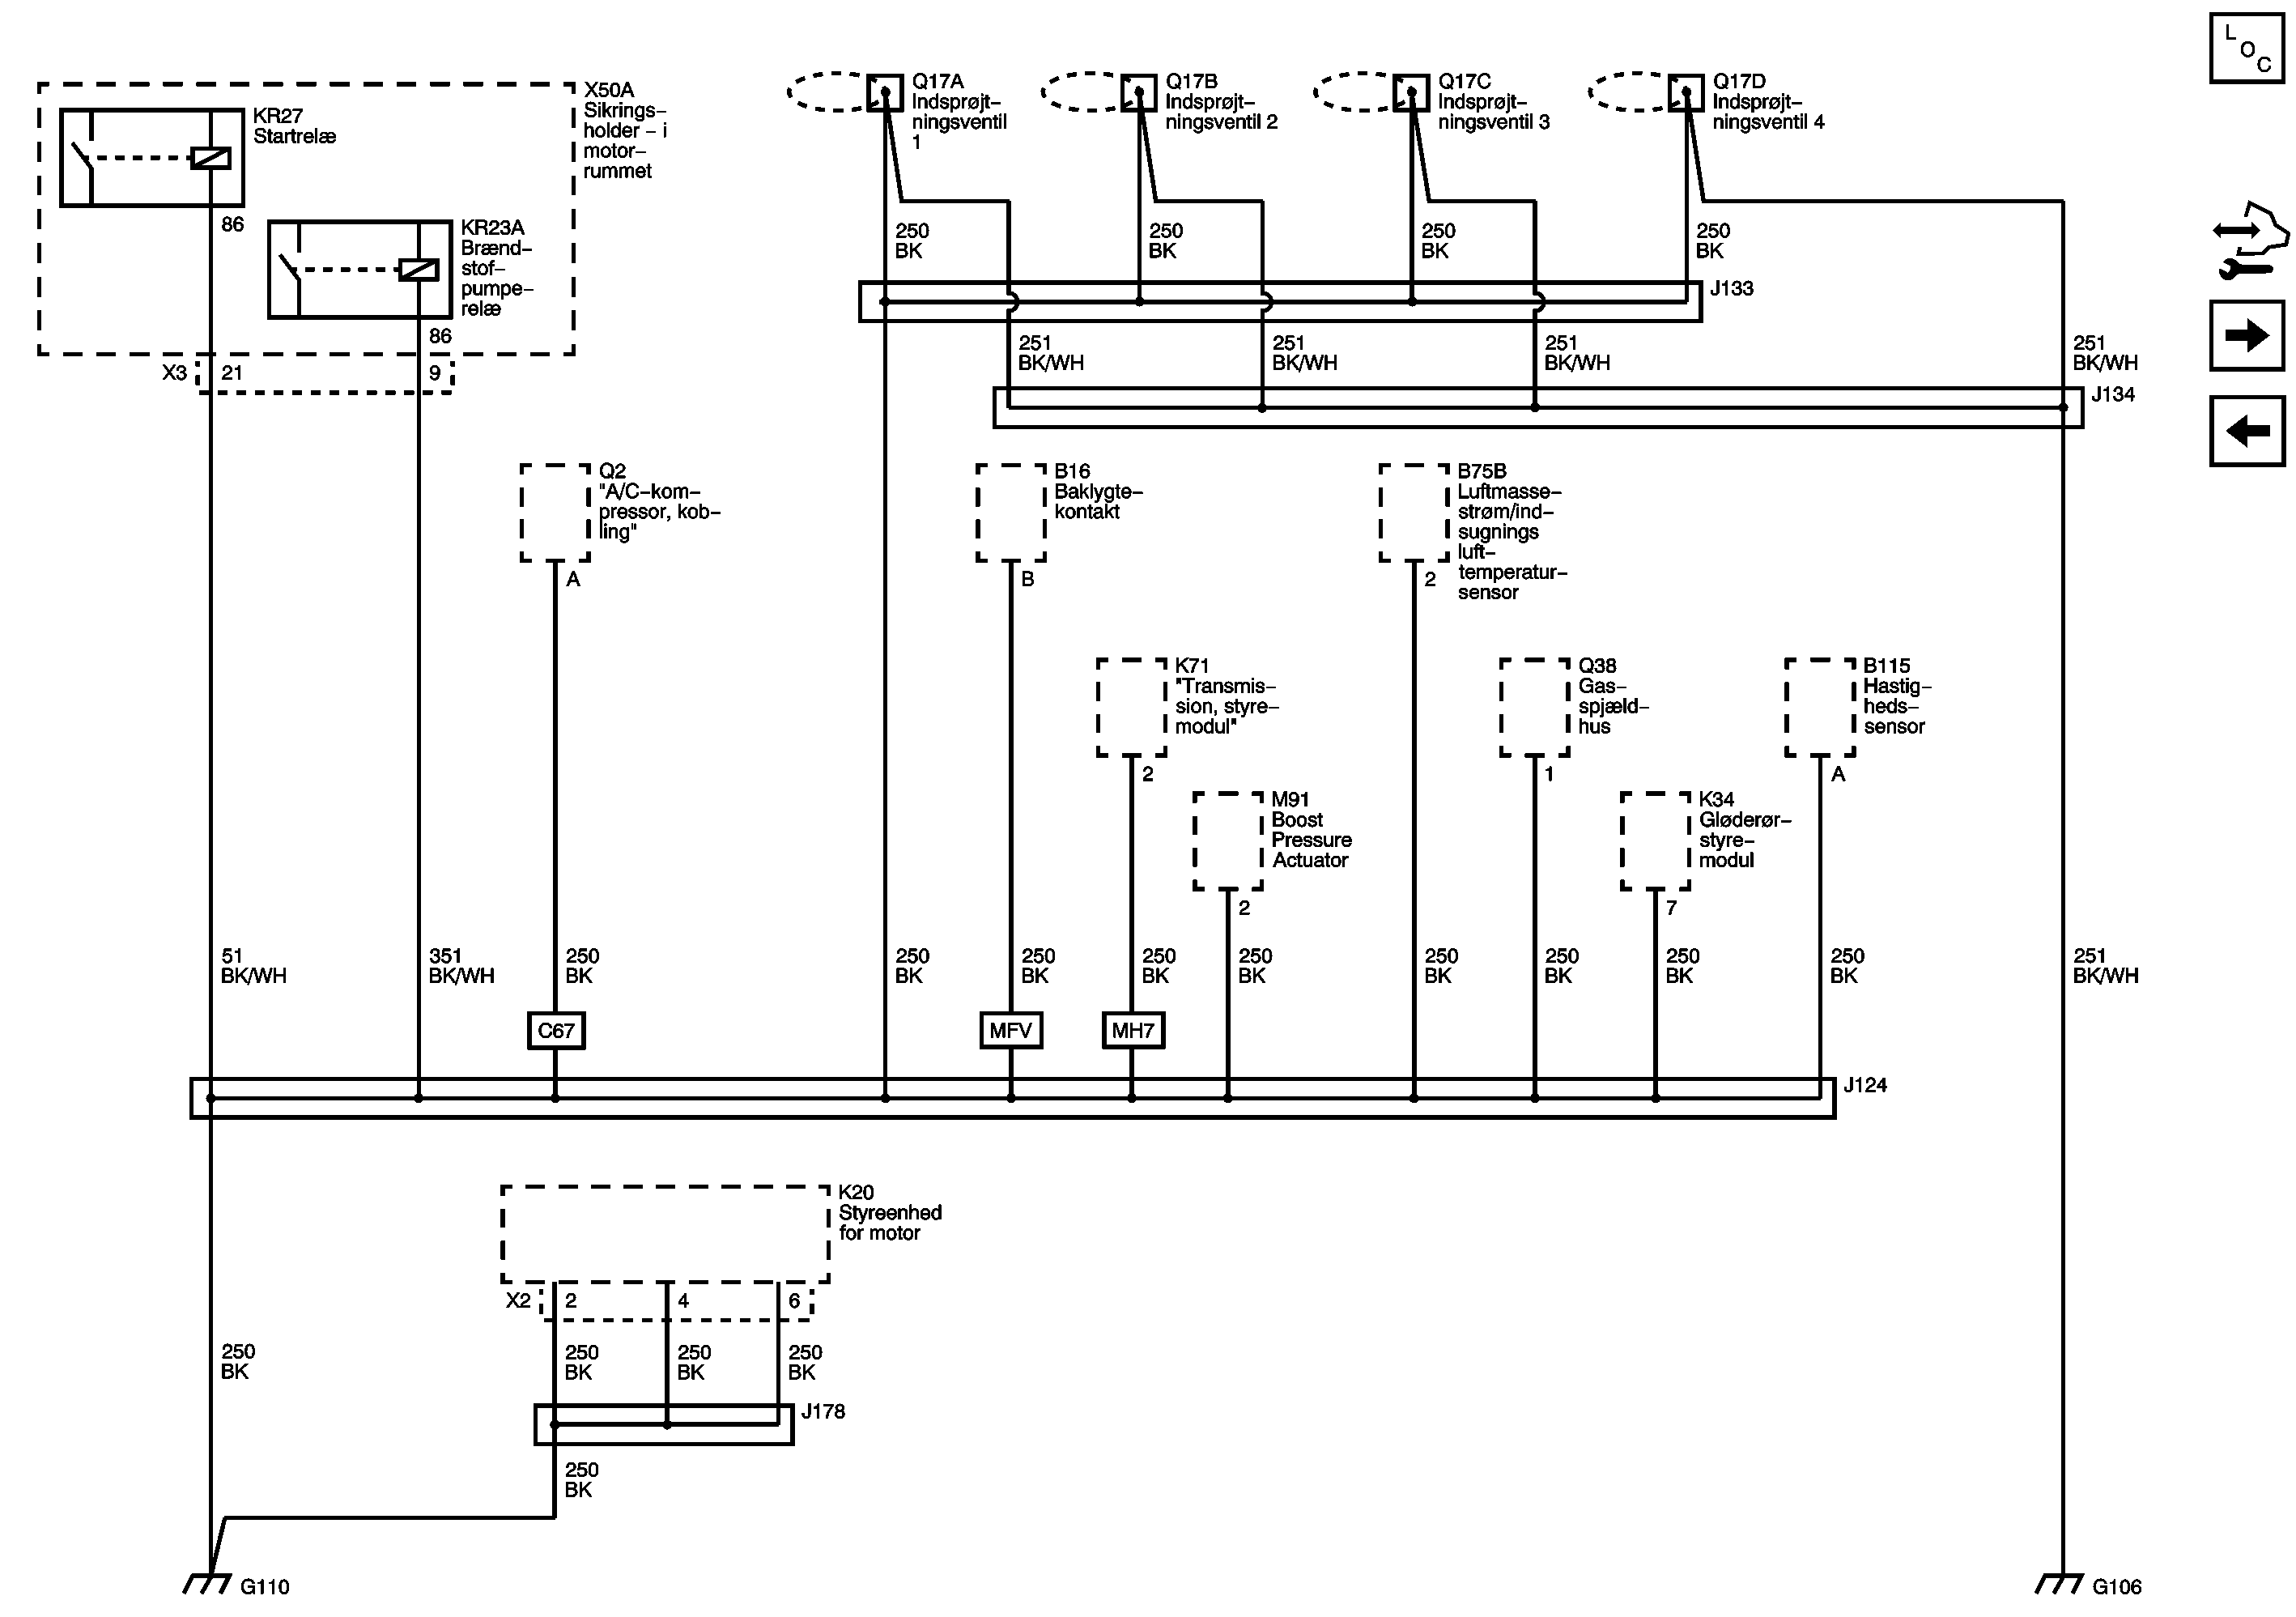 L
O
C
X50A
Sikrings–
holder – i
motor–
rummet
KR27
Startrelæ
86
KR23A
Brænd–
stof–
pumpe–
relæ
86
X3
21
9
Q17A
Indsprøjt–
ningsventil
1
Q17B
Indsprøjt–
ningsventil 2
Q17C
Indsprøjt–
ningsventil 3
Q17D
Indsprøjt–
ningsventil 4
250
BK
250
BK
250
BK
250
BK
J133
251
BK/WH
251
BK/WH
251
BK/WH
251
BK/WH
J134
Q2
"A/C–kom–
pressor, kob–
ling"
A
B16
Baklygte–
kontakt
B
B75B
Luftmasse–
strøm/ind–
sugnings
luft–
temperatur–
sensor
2
K71
"Transmis–
sion, styre–
modul"
2
Q38
Gas–
spjæld–
hus
1
B115
Hastig–
heds–
sensor
A
M91
Boost
Pressure
Actuator
2
K34
Gløderør–
styre–
modul
7
51
BK/WH
351
BK/WH
250
BK
250
BK
250
BK
250
BK
250
BK
250
BK
250
BK
250
BK
250
BK
251
BK/WH
C67
MFV
MH7
J124
K20
Styreenhed
for motor
X2
2
4
6
250
BK
250
BK
250
BK
250
BK
J178
250
BK
G110
G106